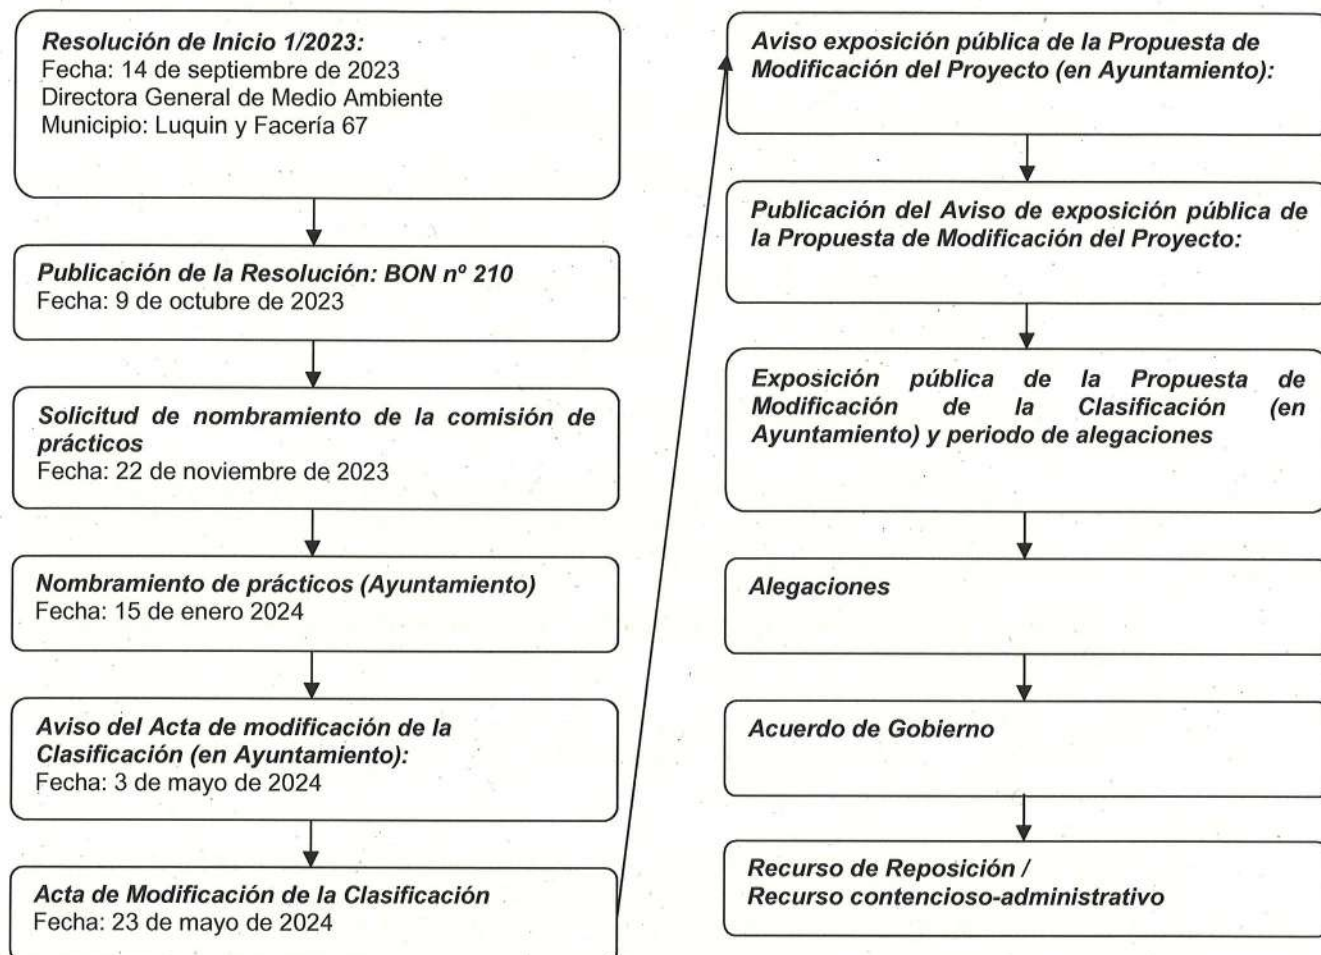 Resolución de Inicio 1/2023:
Fecha: 14 de septiembre de 2023
Directora General de Medio Ambiente
Municipio: Luquin y Facería 67
Publicación de la Resolución: BON nº 210
Fecha: 9 de octubre de 2023
Solicitud de nombramiento de la comisión de
prácticos
Fecha: 22 de noviembre de 2023
Nombramiento de prácticos (Ayuntamiento)
Fecha: 15 de enero 2024
Aviso del Acta de modificación de la
Clasificación (en Ayuntamiento):
Fecha: 3 de mayo de 2024
Acta de Modificación de la Clasificación
Fecha: 23 de mayo de 2024
Aviso exposición pública de la Propuesta de
Modificación del Proyecto (en Ayuntamiento):
Publicación del Aviso de exposición pública de
la Propuesta de Modificación del Proyecto:
Exposición pública de la Propuesta de
Modificación de la Clasificación (en
Ayuntamiento) y periodo de alegaciones
Alegaciones
Acuerdo de Gobierno
Recurso de Reposición /
Recurso contencioso-administrativo